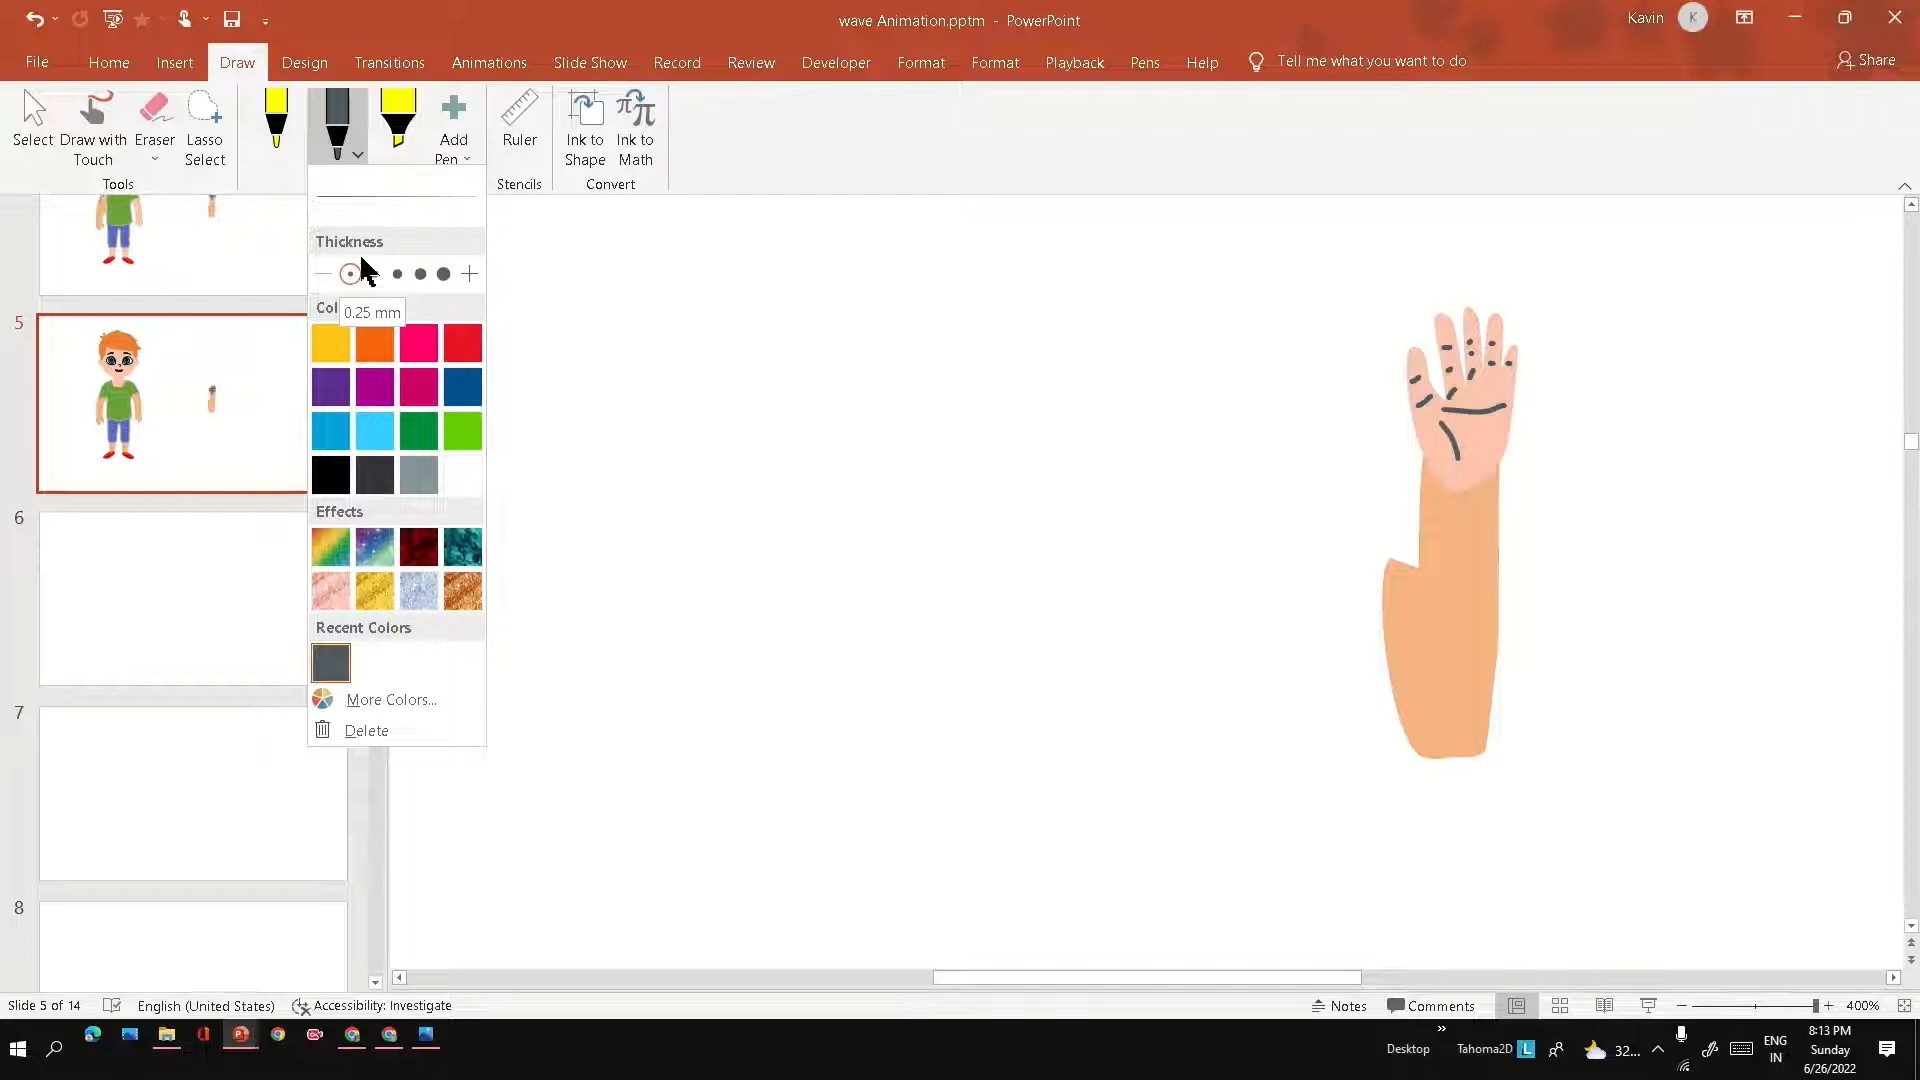 wave Animation.pptm - PowerPoint
Kavin
K
File Home Insert Draw Design Transitions Animations Slide Show Record Review Developer Format Format Playback Pens Help Tell me what you want to do Share
Select
Draw with Touch
Eraser
Lasso Select
Add Pen
Ruler
Ink to Shape
Ink to Math
Tools
Stencils
Convert
Thickness
Col
0.25 mm
Effects
Recent Colors
More Colors...
Delete
5
6
7
8
Slide 5 of 14 English (United States) Accessibility: Investigate Notes Comments 400%
Desktop Tahoma2D L 32... ENG IN
8:13 PM
Sunday
6/26/2022